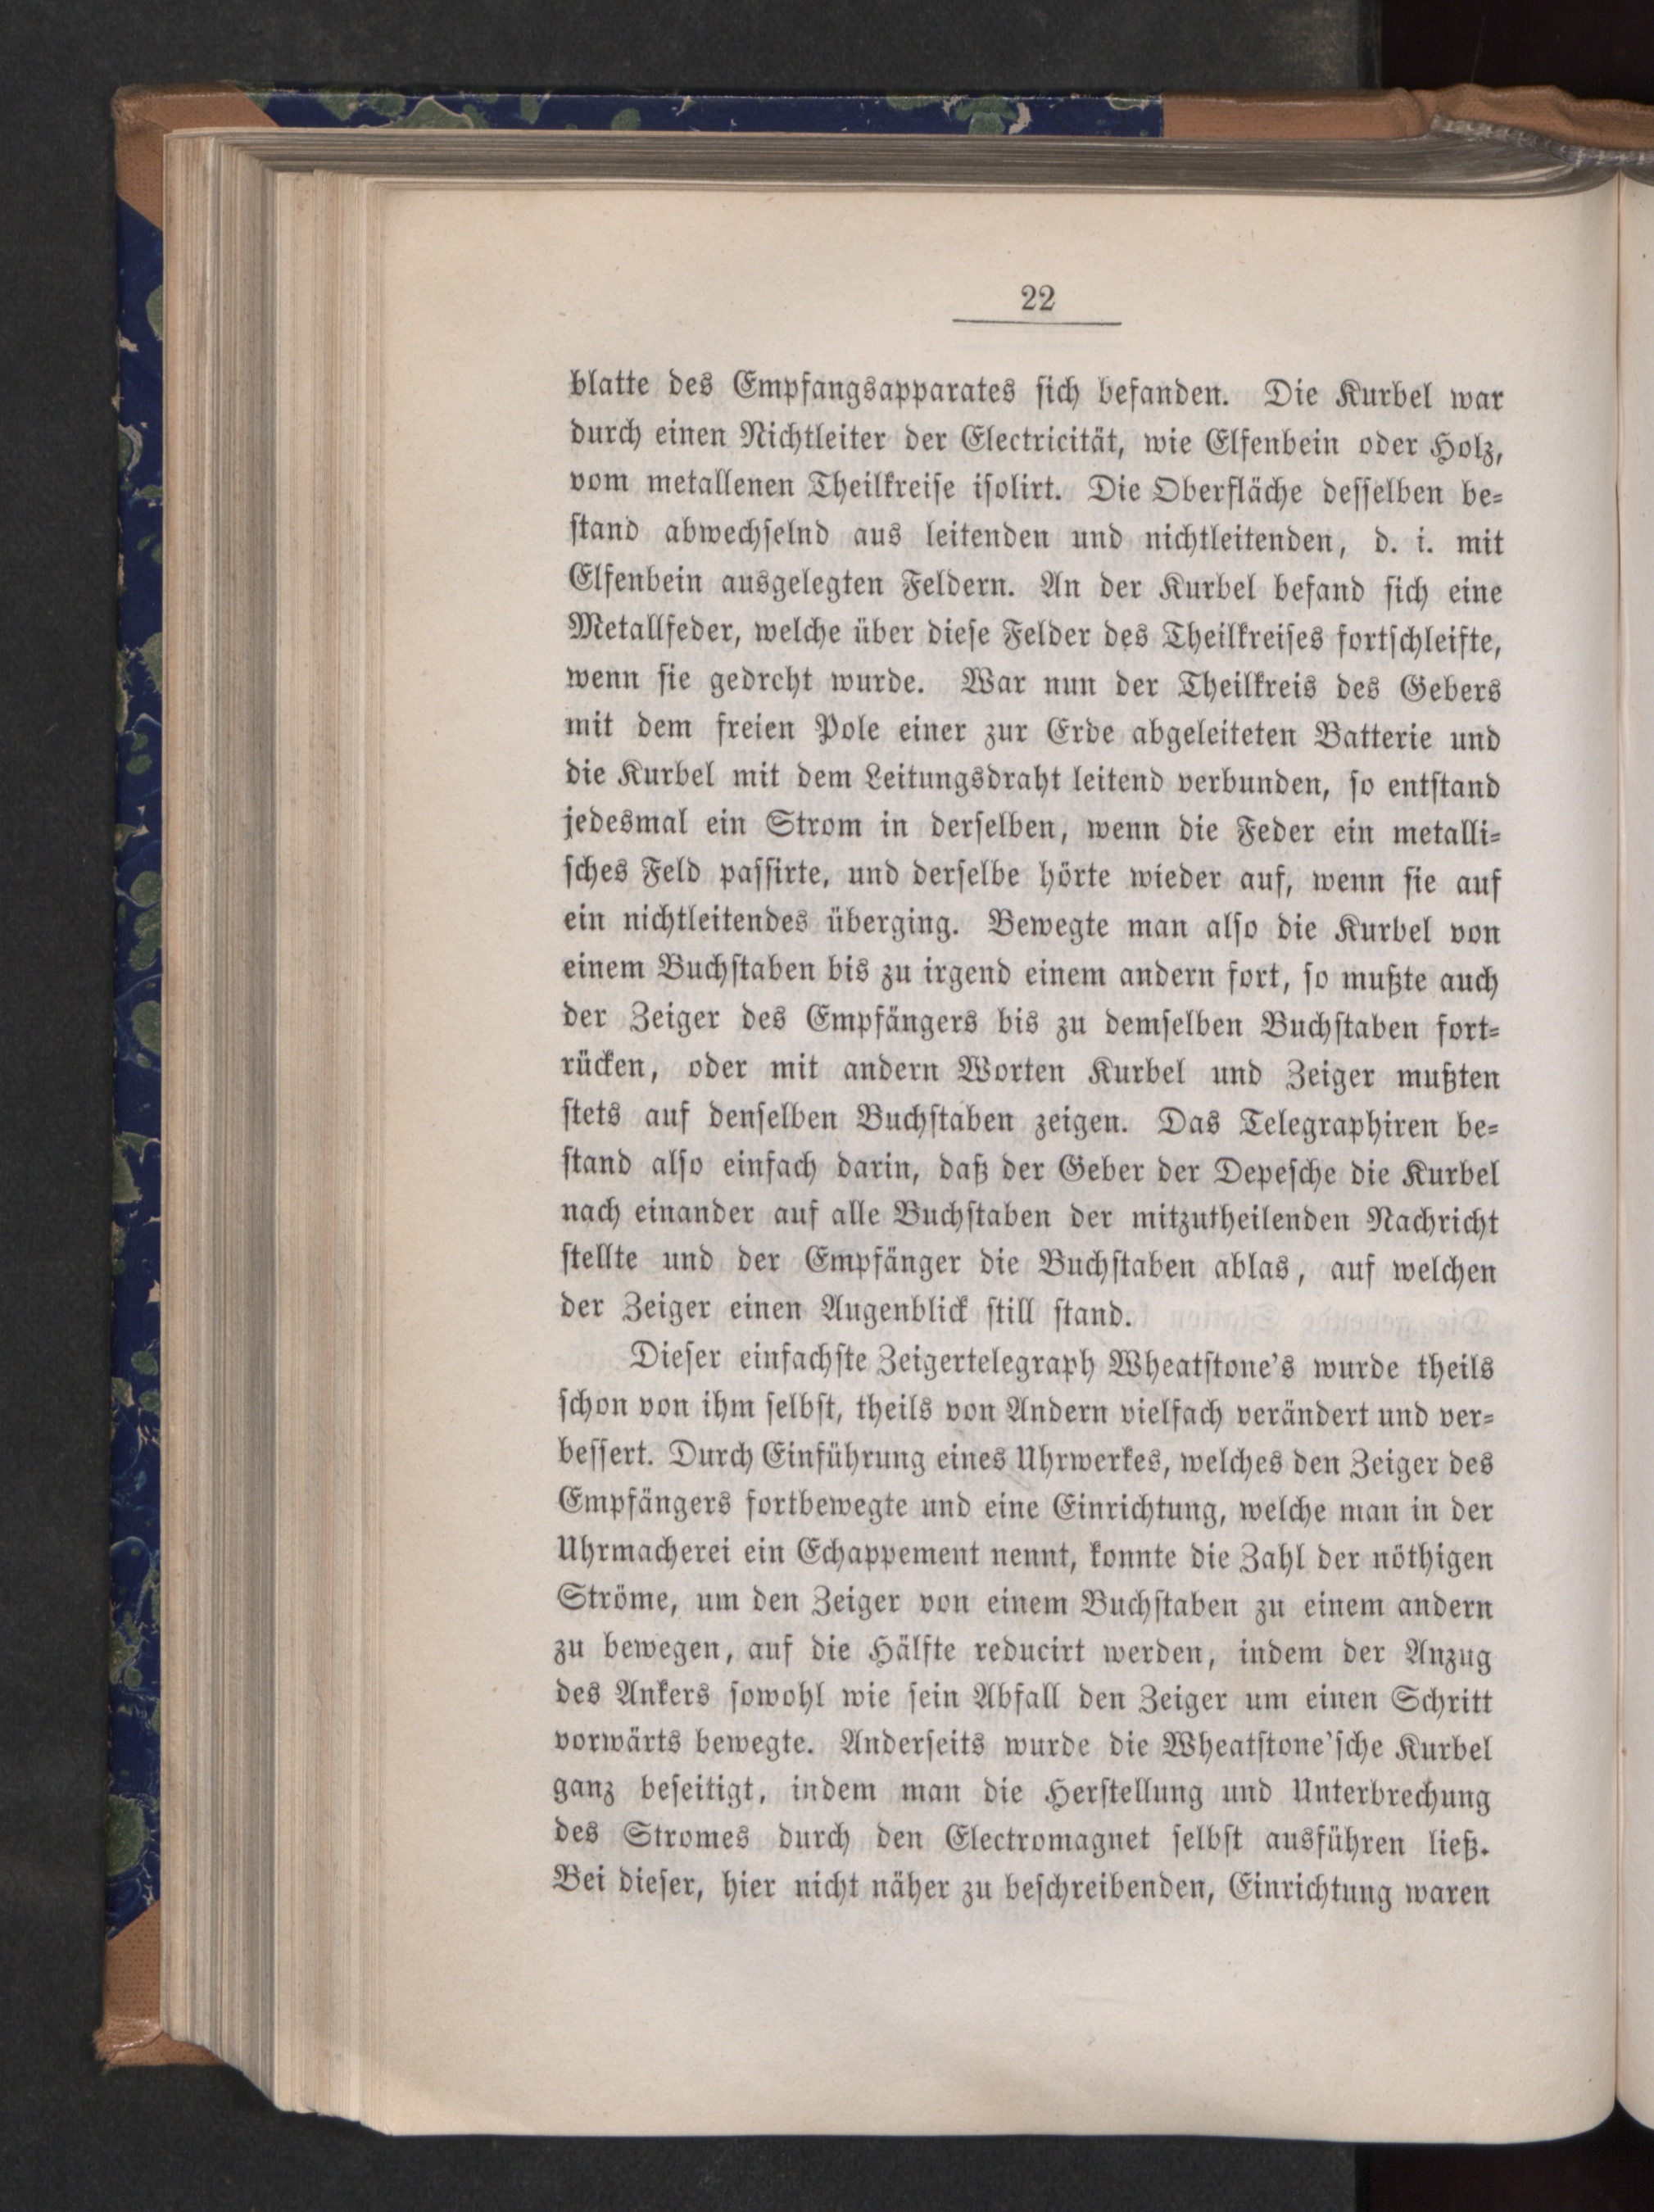 22
blatte des Empfangsapparates ſich befanden. Die Kurbel war
durch einen Nichtleiter der Electricität, wie Elfenbein oder Holz,
vom metallenen Theilkreiſe iſolirt. Die Oberfläche deſſelben be⸗
ſtand abwechſelnd aus leitenden und nichtleitenden, d. i. mit
Elfenbein ausgelegten Feldern. An der Kurbel befand ſich eine
Metallfeder, welche über dieſe Felder des Theilkreiſes fortſchleifte,
wenn ſie gedreht wurde. War nun der Theilkreis des Gebers
mit dem freien Pole einer zur Erde abgeleiteten Batterie und
die Kurbel mit dem Leitungsdraht leitend verbunden, ſo entſtand
jedesmal ein Strom in derſelben, wenn die Feder ein metalli⸗
ſches Feld paſſirte, und derſelbe hörte wieder auf, wenn ſie auf
ein nichtleitendes überging. Bewegte man alſo die Kurbel von
einem Buchſtaben bis zu irgend einem andern fort, ſo mußte auch
der Zeiger des Empfängers bis zu demſelben Buchſtaben fort⸗
rücken, oder mit andern Worten Kurbel und Zeiger mußten
ſtets auf denſelben Buchſtaben zeigen. Das Telegraphiren be⸗
ſtand alſo einfach darin, daß der Geber der Depeſche die Kurbel
nach einander auf alle Buchſtaben der mitzutheilenden Nachricht
ſtellte und der Empfänger die Buchſtaben ablas, auf welchen
der Zeiger einen Augenblick ſtill ſtand.
Dieſer einfachſte Zeigertelegraph Wheatſtone's wurde theils
ſchon von ihm ſelbſt, theils von Andern vielfach verändert und ver⸗
beſſert. Durch Einführung eines Uhrwerkes, welches den Zeiger des
Empfängers fortbewegte und eine Einrichtung, welche man in der
Uhrmacherei ein Echappement nennt, konnte die Zahl der nöthigen
Ströme, um den Zeiger von einem Buchſtaben zu einem andern
zu bewegen, auf die Hälfte reducirt werden, indem der Anzug
des Ankers ſowohl wie ſein Abfall den Zeiger um einen Schritt
vorwärts bewegte. Anderſeits wurde die Wheatſtone'ſche Kurbel
ganz beſeitigt, indem man die Herſtellung und Unterbrechung
des Stromes durch den Electromagnet ſelbſt ausführen ließ.
Bei dieſer, hier nicht näher zu beſchreibenden, Einrichtung waren